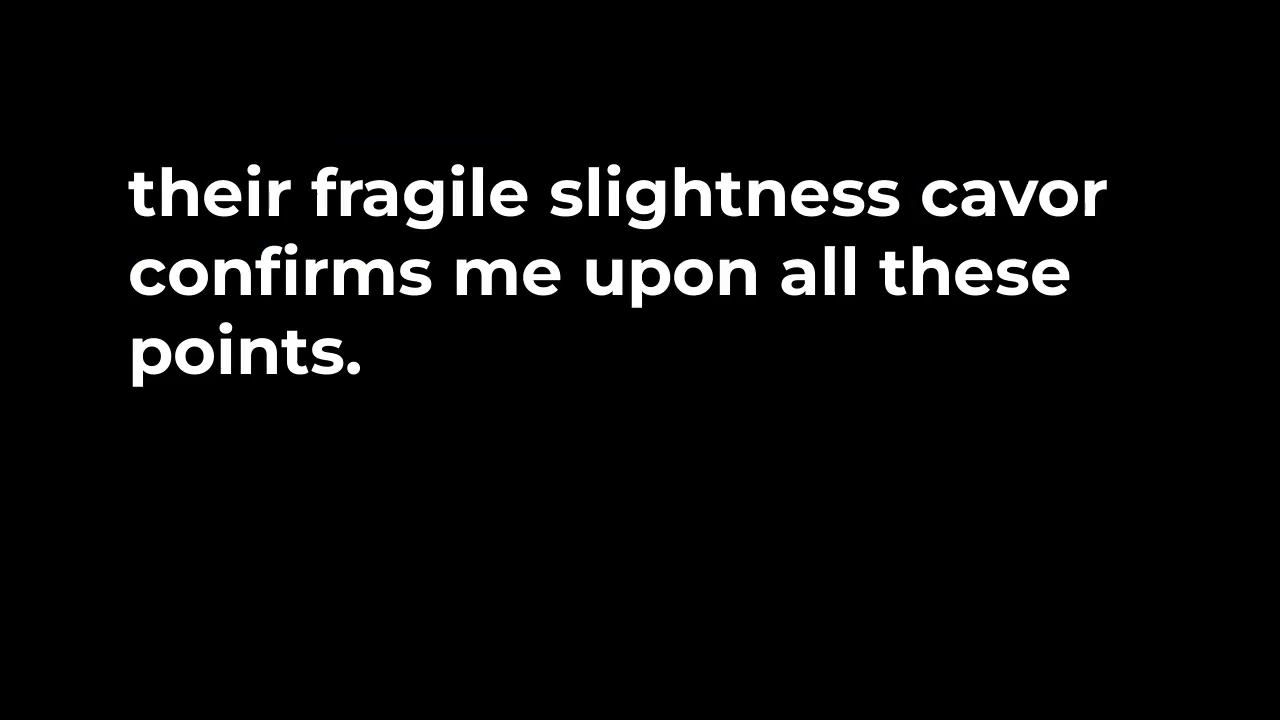 their fragile slightness cavor
confirms me upon all these
points.